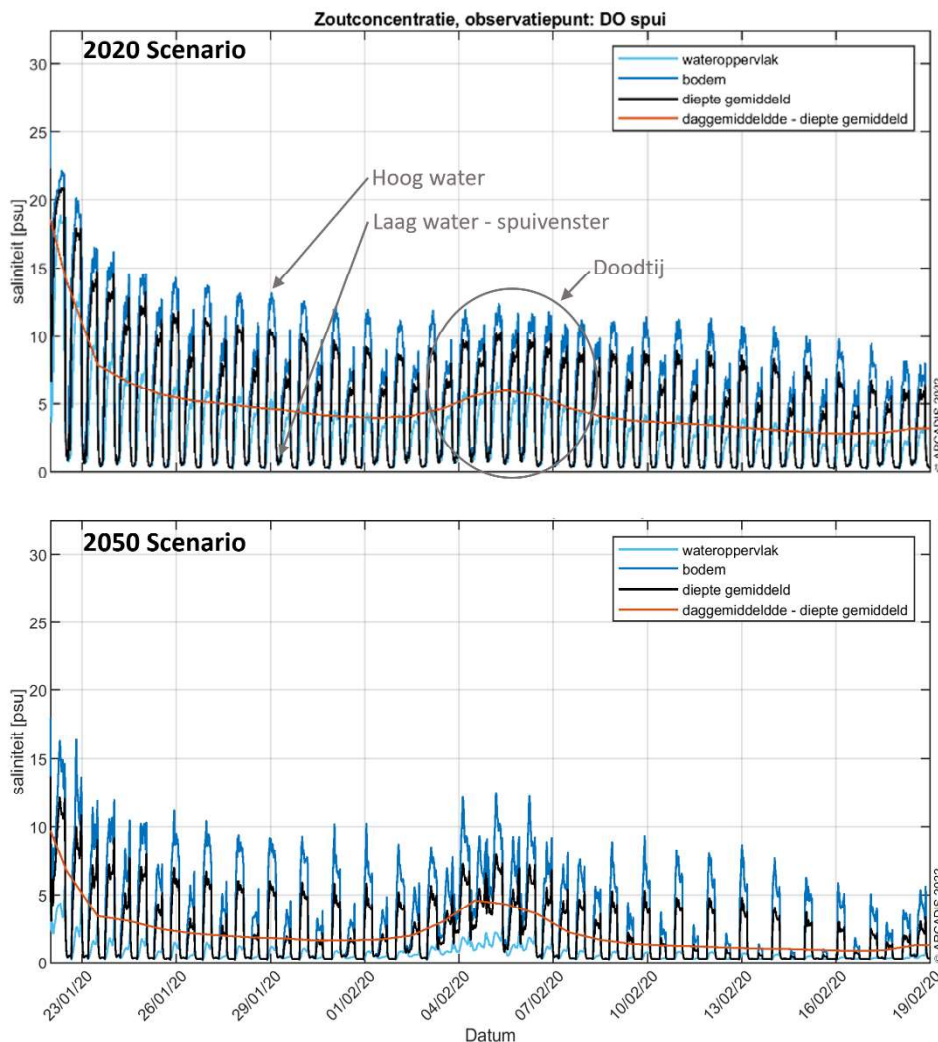 Zoutconcentratie, observatiepunt: DO spui
2020 Scenario
wateroppervlak
bodem
diepte gemiddeld
daggemiddeldde - diepte gemiddeld
Hoog water
Laag water - spuivenster
Doodtij
saliniteit [psu]
30
25
20
15
10
5
0
© ARCADIS 2022
2050 Scenario
wateroppervlak
bodem
diepte gemiddeld
daggemiddeldde - diepte gemiddeld
saliniteit [psu]
30
25
20
15
10
5
0
© ARCADIS 2022
23/01/20
26/01/20
29/01/20
01/02/20
04/02/20
07/02/20
10/02/20
13/02/20
16/02/20
19/02/20
Datum